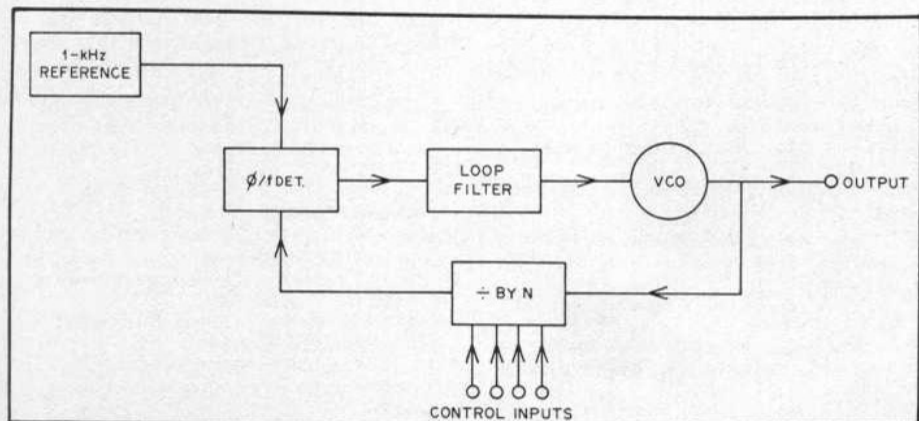 1-kHz
REFERENCE
Ø/f DET.
LOOP
FILTER
VCO
OUTPUT
÷ BY N
CONTROL INPUTS